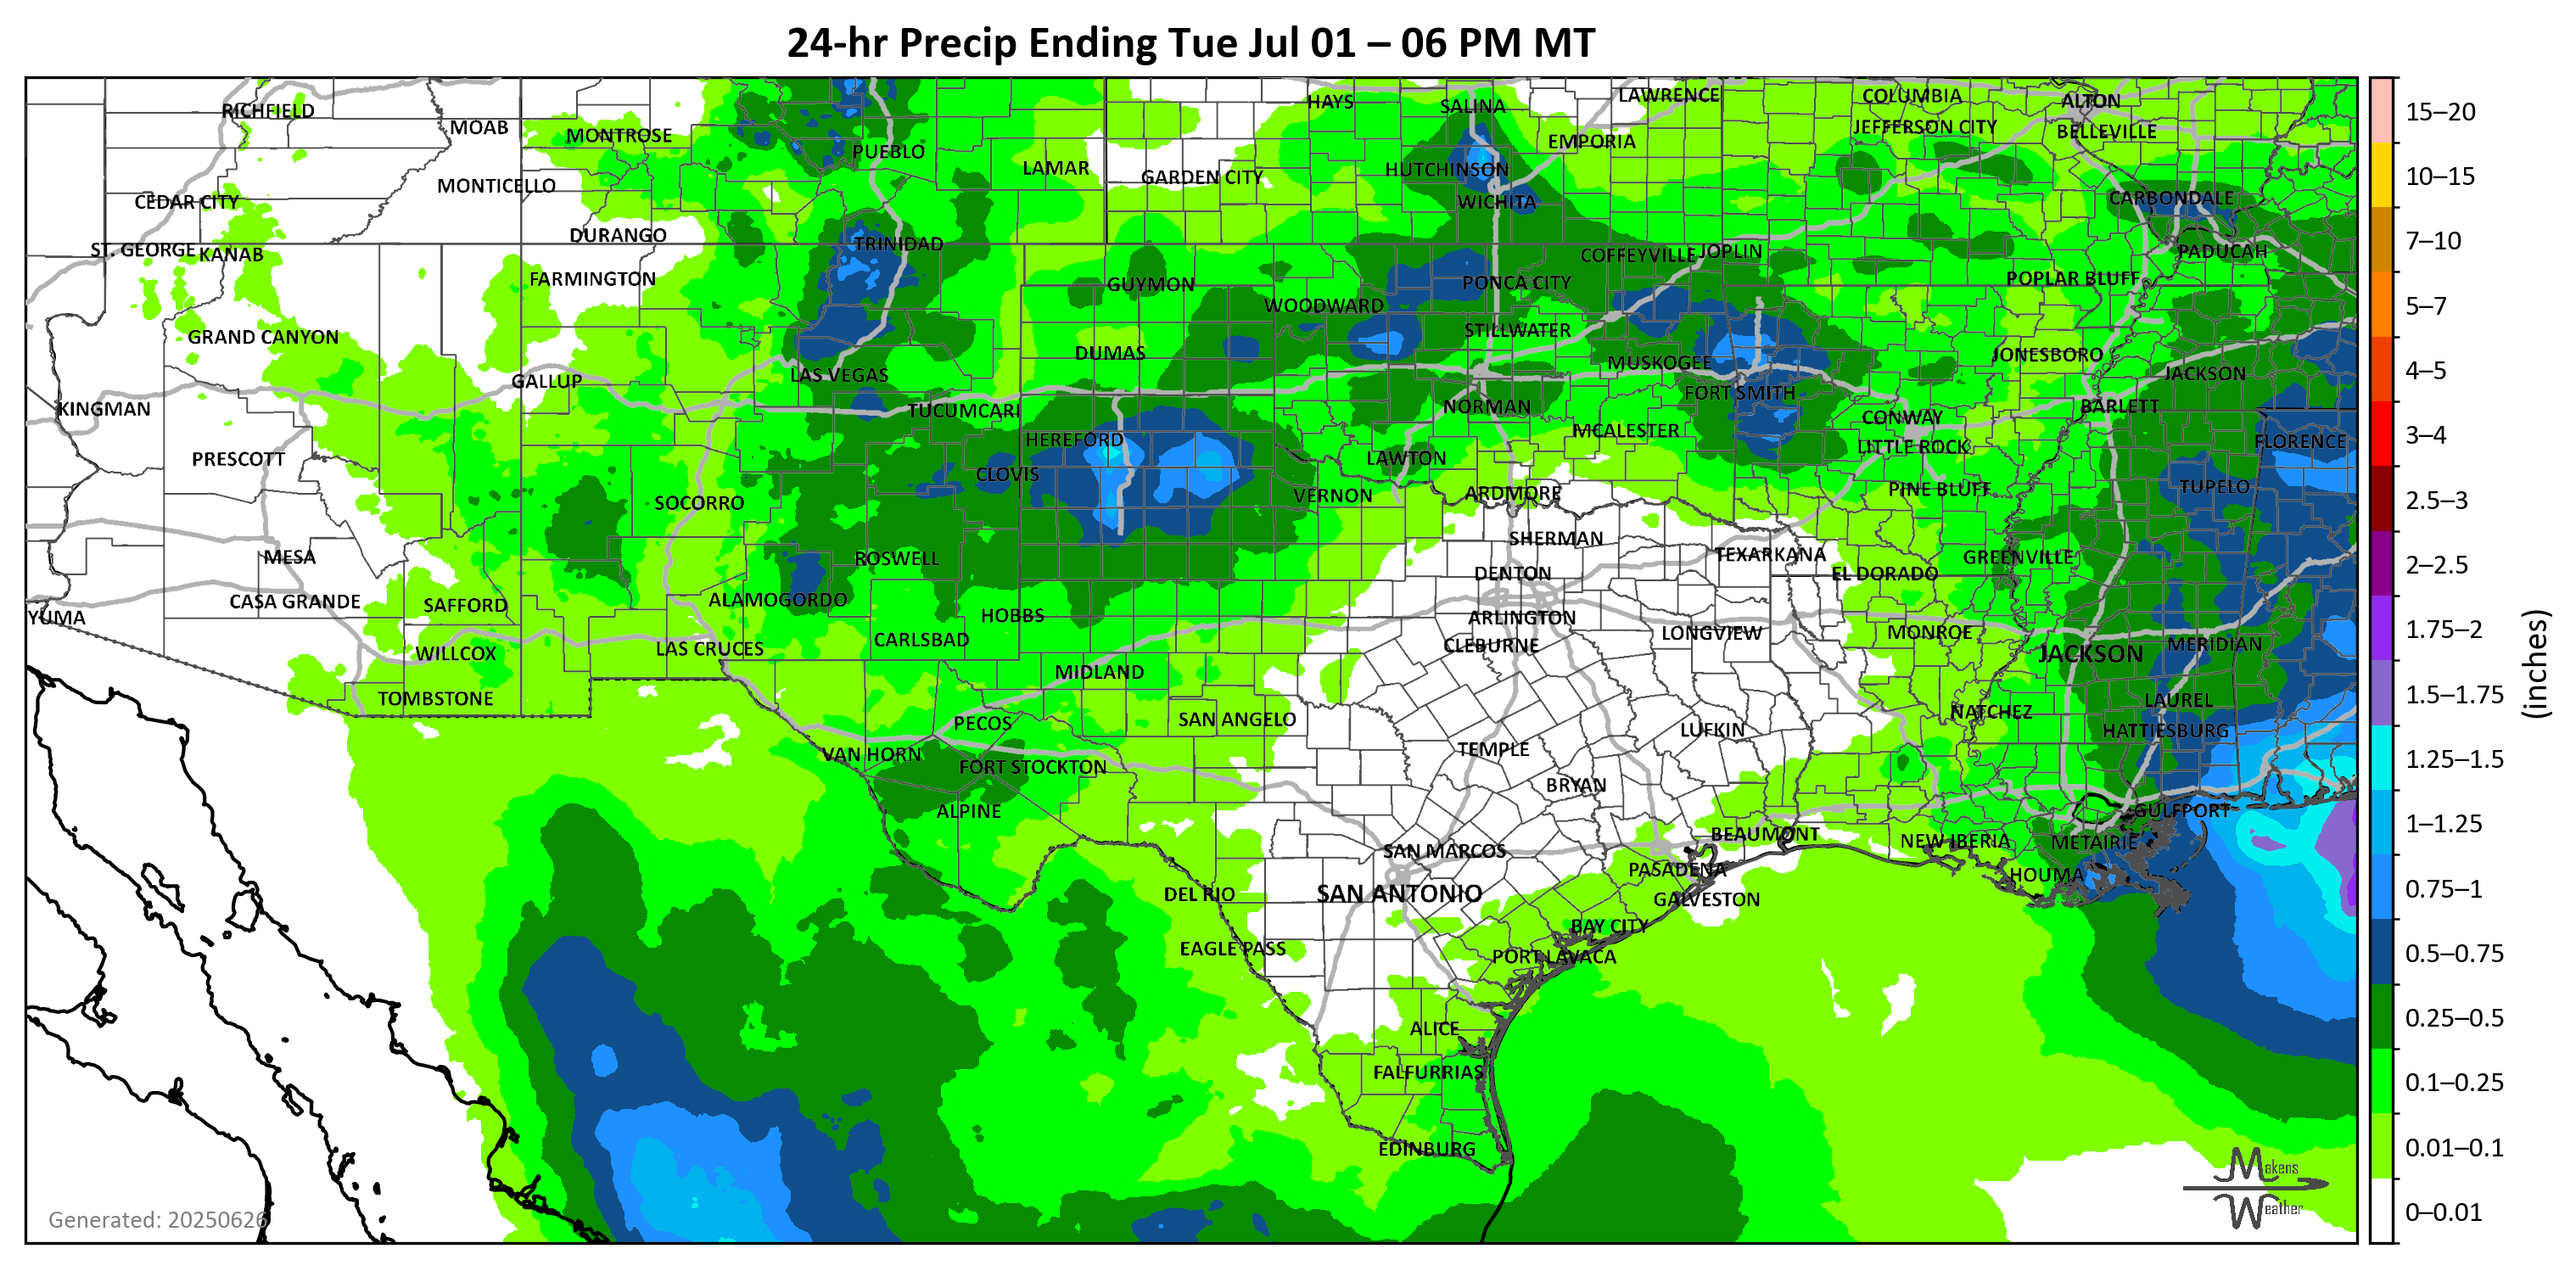 24-hr Precip Ending Tue Jul 01 – 06 PM MT
RICHFIELD
MOAB
MONTROSE
PUEBLO
LAMAR
GARDEN CITY
HAYS
SALINA
LAWRENCE
EMPORIA
HUTCHINSON
WICHITA
COLUMBIA
JEFFERSON CITY
ALTON
BELLEVILLE
CEDAR CITY
MONTICELLO
CARBONDALE
ST. GEORGE
KANAB
DURANGO
TRINIDAD
COFFEYVILLE
JOPLIN
PADUCAH
FARMINGTON
GUYMON
PONCA CITY
POPLAR BLUFF
WOODWARD
GRAND CANYON
STILLWATER
DUMAS
JONESBORO
GALLUP
LAS VEGAS
MUSKOGEE
JACKSON
FORT SMITH
KINGMAN
TUCUMCARI
NORMAN
CONWAY
BARLETT
HEREFORD
MCALESTER
LITTLE ROCK
FLORENCE
PRESCOTT
CLOVIS
LAWTON
SOCORRO
VERNON
ARDMORE
PINE BLUFF
TUPELO
MESA
ROSWELL
SHERMAN
TEXARKANA
GREENVILLE
DENTON
EL DORADO
YUMA
CASA GRANDE
SAFFORD
ALAMOGORDO
HOBBS
ARLINGTON
WILLCOX
LAS CRUCES
CARLSBAD
CLEBURNE
LONGVIEW
MONROE
JACKSON
MERIDIAN
TOMBSTONE
MIDLAND
LAUREL
PECOS
SAN ANGELO
NATCHEZ
VAN HORN
FORT STOCKTON
TEMPLE
LUFKIN
HATTIESBURG
ALPINE
BRYAN
GULFPORT
SAN MARCOS
BEAUMONT
NEW IBERIA
METAIRIE
DEL RIO
SAN ANTONIO
PASADENA
GALVESTON
HOUMA
EAGLE PASS
BAY CITY
PORT LAVACA
ALICE
FALFURRIAS
EDINBURG
Generated: 20250626
Makens
Weather
15–20
10–15
7–10
5–7
4–5
3–4
2.5–3
2–2.5
1.75–2
1.5–1.75
1.25–1.5
1–1.25
0.75–1
0.5–0.75
0.25–0.5
0.1–0.25
0.01–0.1
0–0.01
(inches)